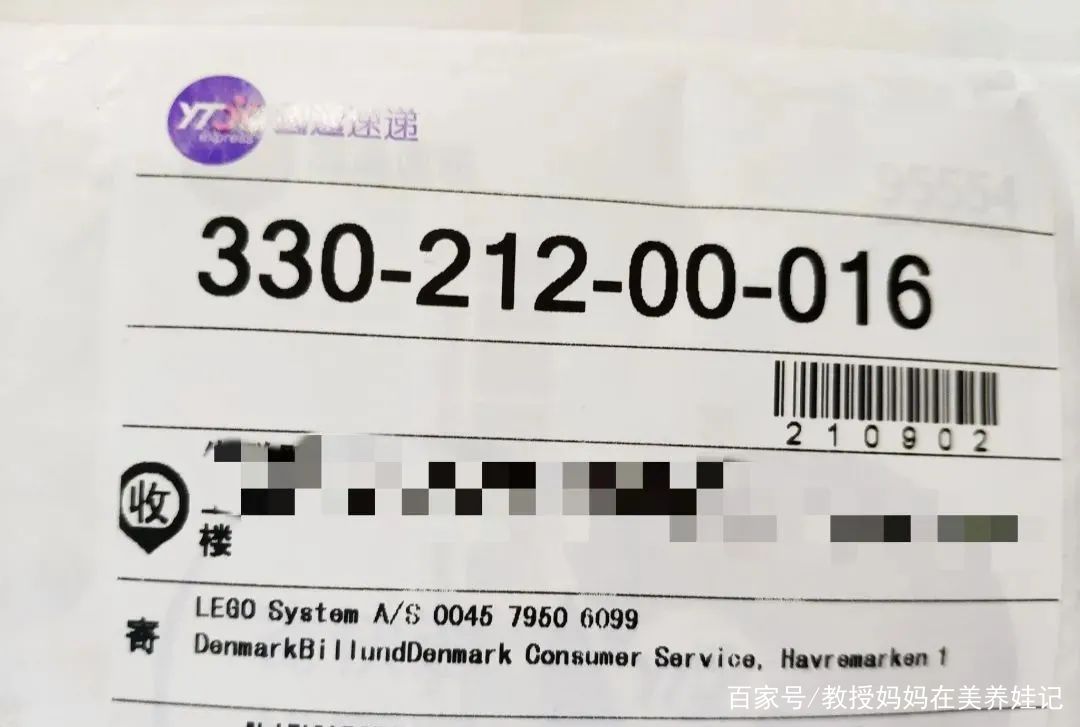 YTO 圆通速递
express
95554
330-212-00-016
210902
收
楼
寄
LEGO System A/S 0045 7950 6099
DenmarkBillundDenmark Consumer Service, Havremarken 1
百家号/教授妈妈在美养娃记